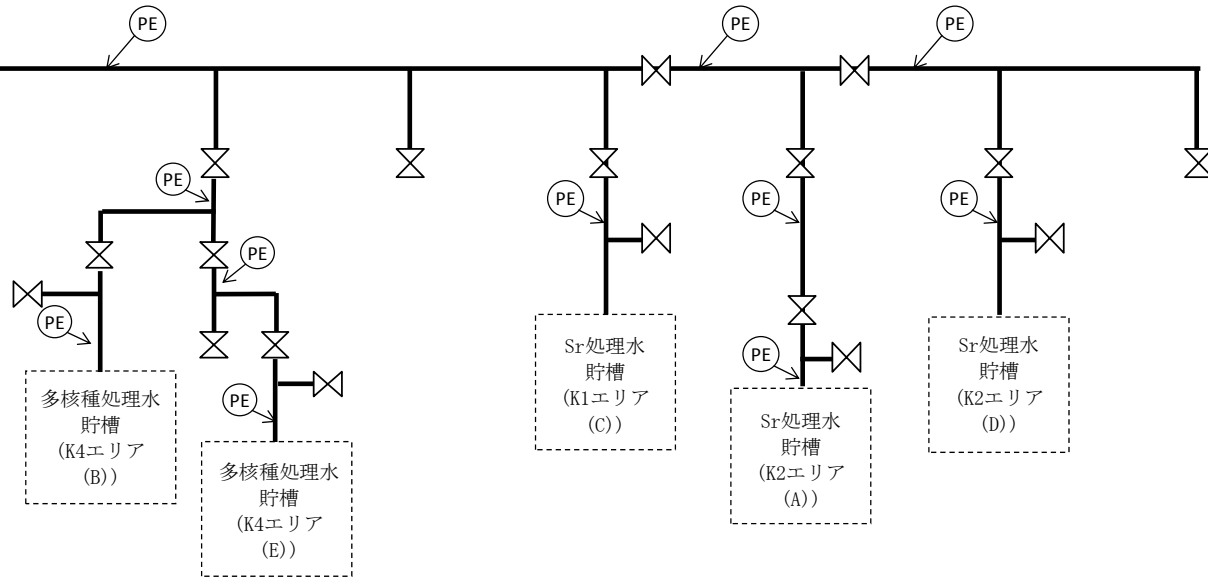 PE
PE
PE
PE
PE
PE
PE
PE
PE
PE
PE
PE
多核種処理水
貯槽
(K4エリア
(B))
多核種処理水
貯槽
(K4エリア
(E))
Sr処理水
貯槽
(K1エリア
(C))
Sr処理水
貯槽
(K2エリア
(A))
Sr処理水
貯槽
(K2エリア
(D))